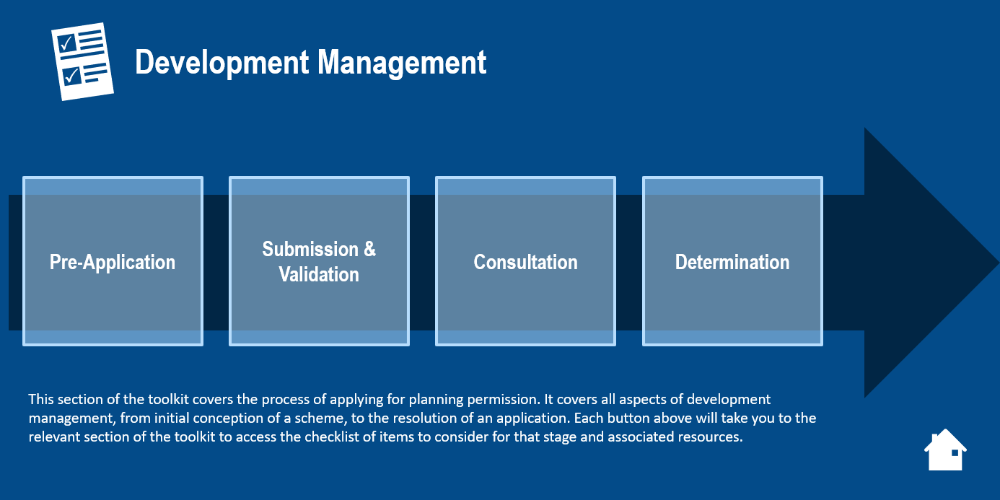 Development Management
Pre-Application
Submission &
Validation
Consultation
Determination
This section of the toolkit covers the process of applying for planning permission. It covers all aspects of development
management, from initial conception of a scheme, to the resolution of an application. Each button above will take you to the
relevant section of the toolkit to access the checklist of items to consider for that stage and associated resources.